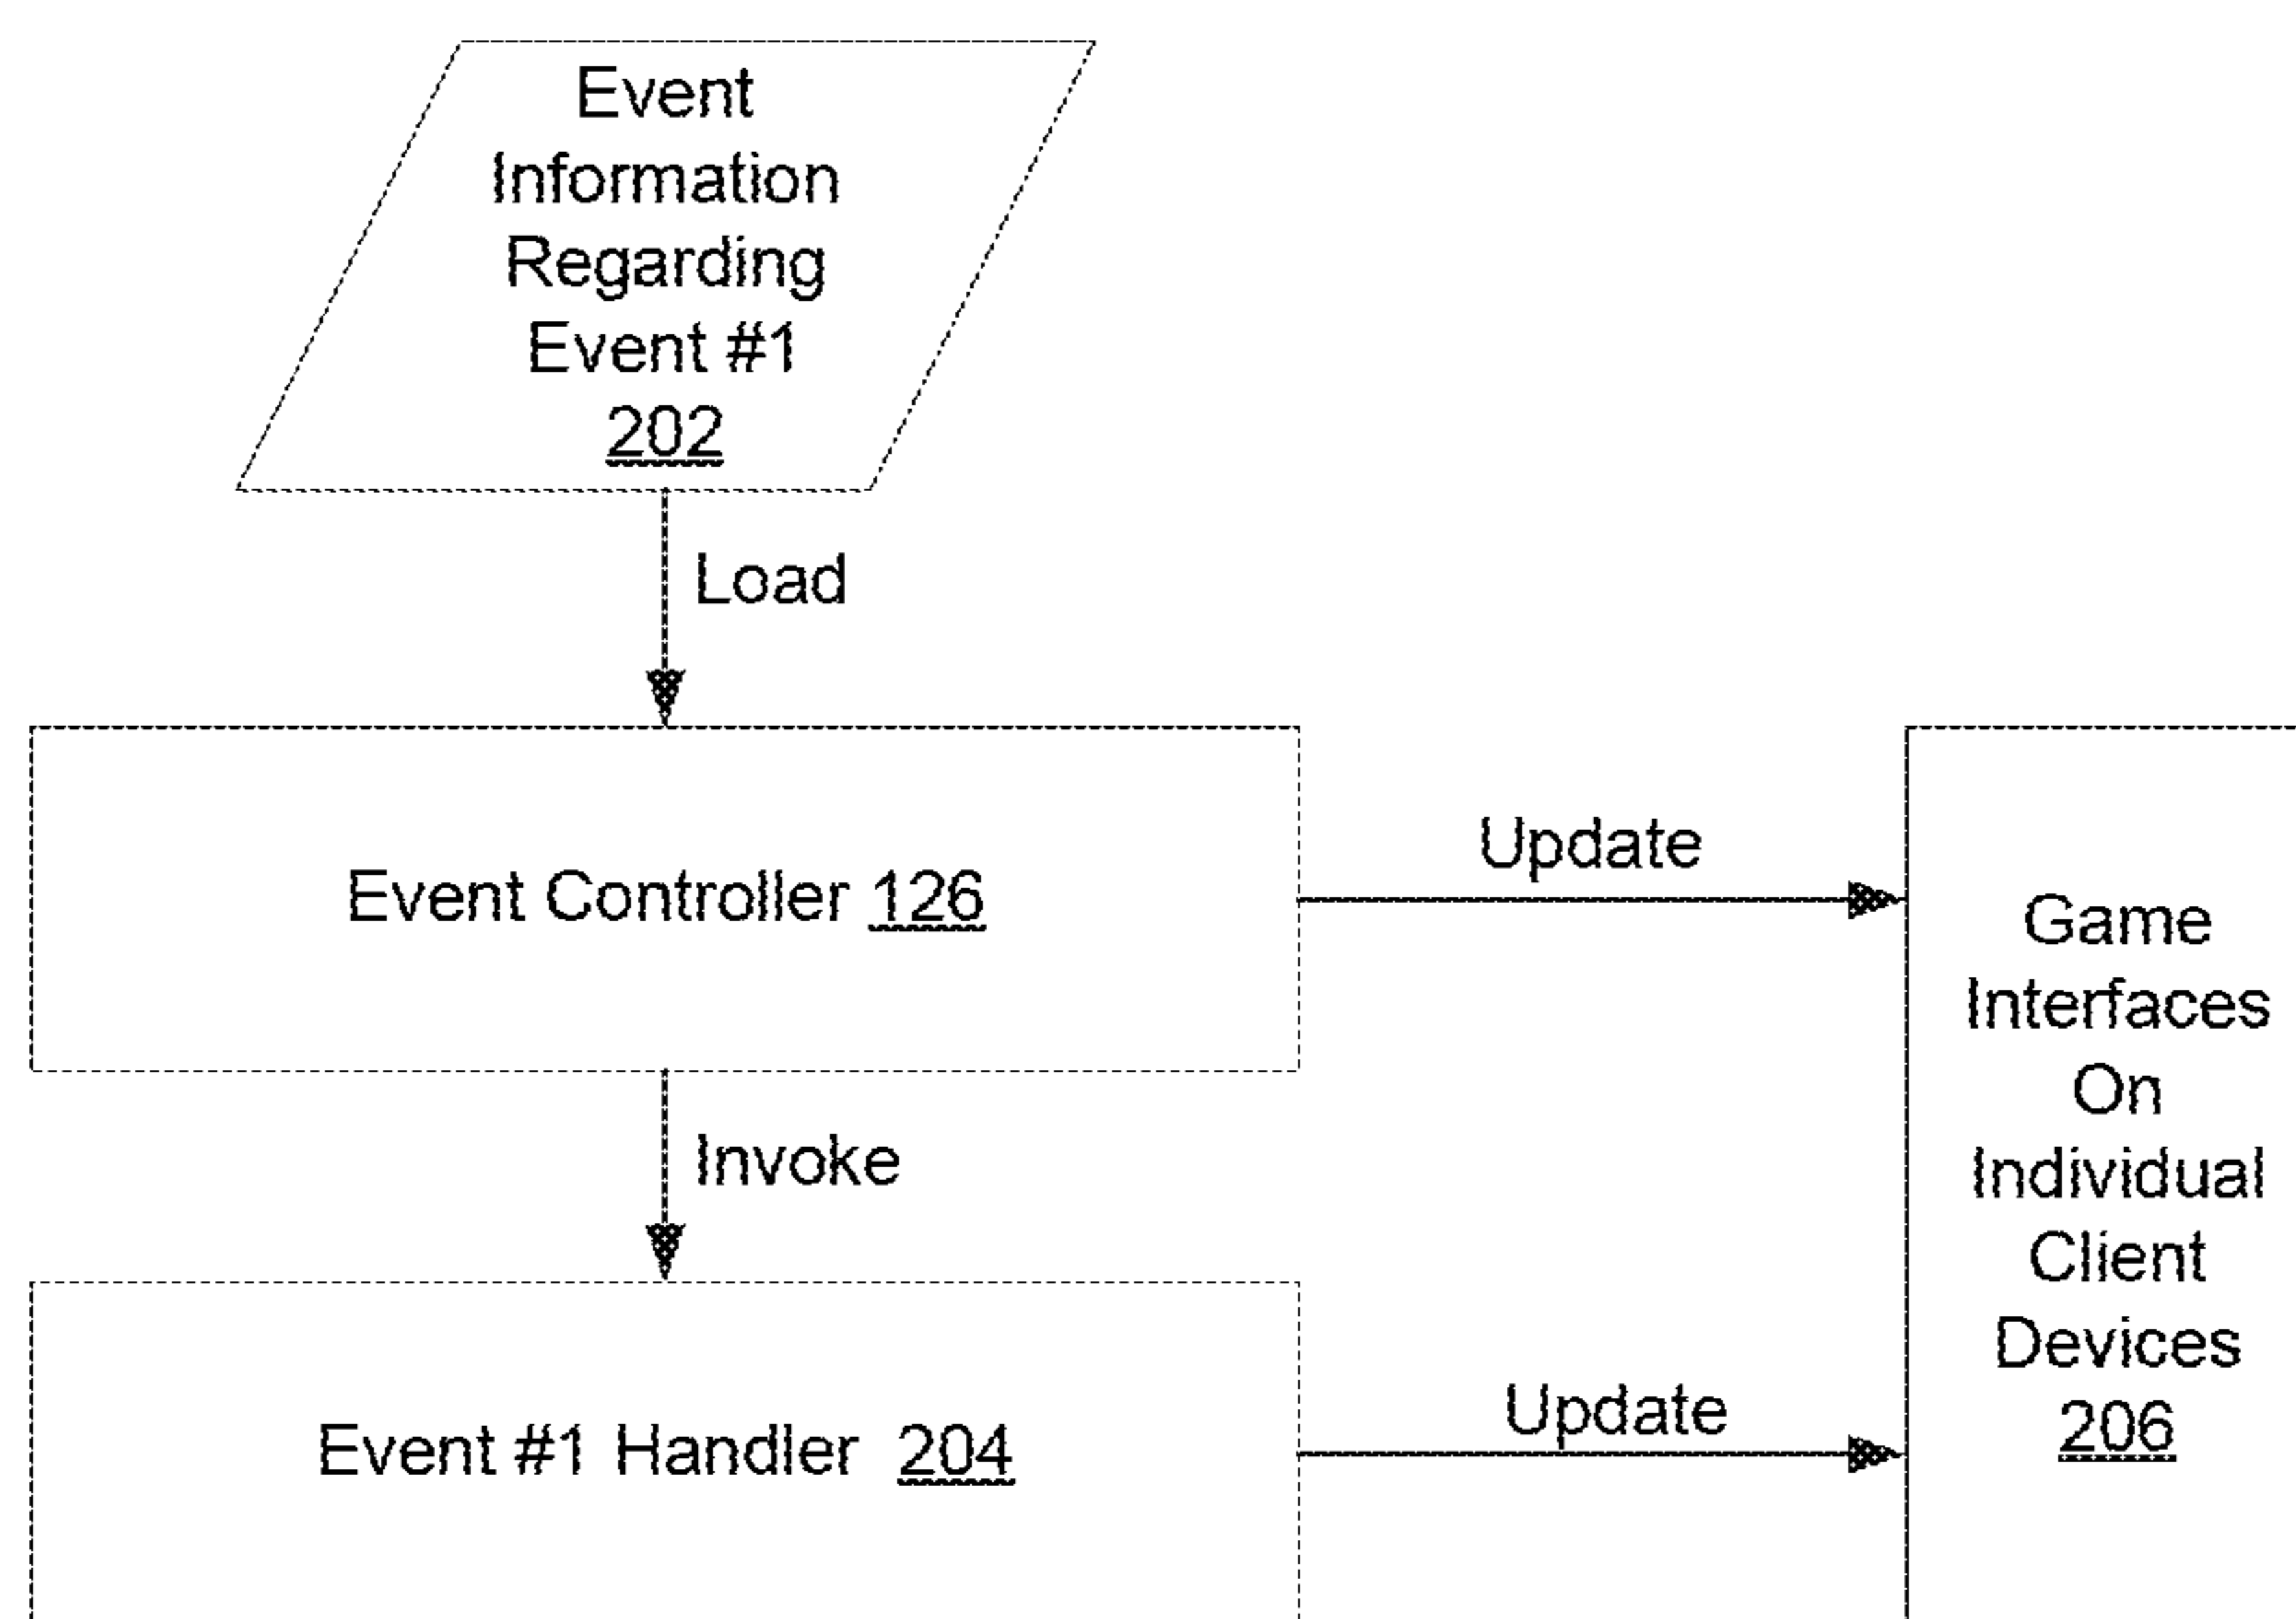 Event
Information
Regarding
Event #1
202
Load
Event Controller 126
Update
Invoke
Event #1 Handler 204
Update
Game
Interfaces
On
Individual
Client
Devices
206